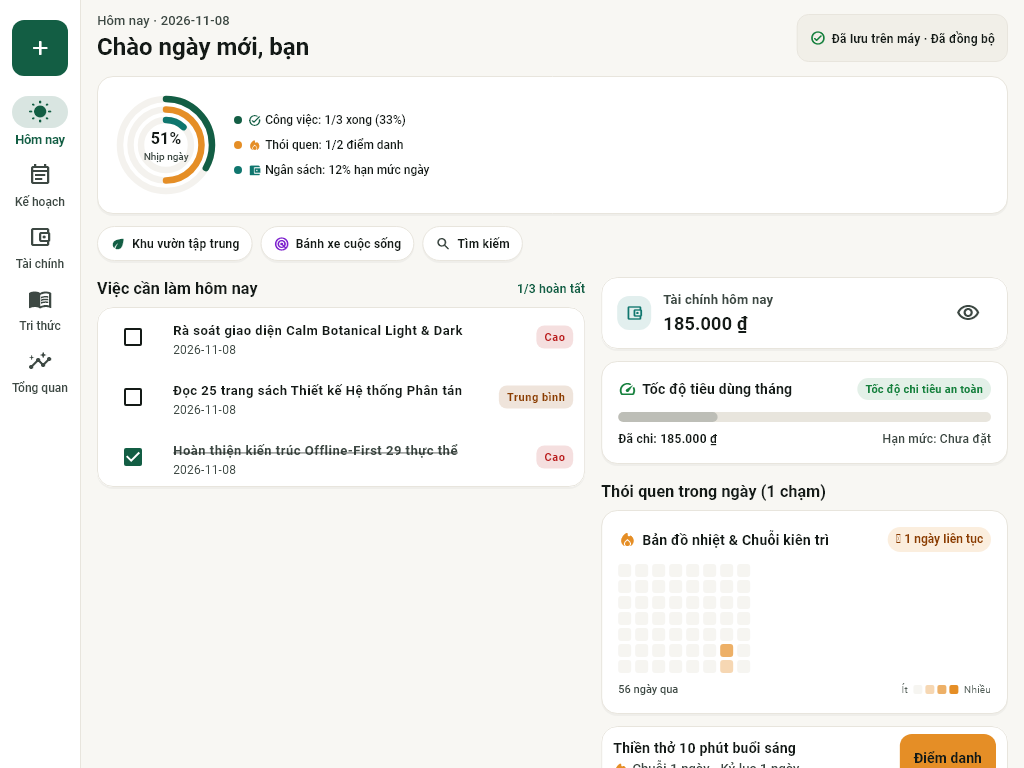 +
Hôm nay
Kế hoạch
Tài chính
Tri thức
Tổng quan
Hôm nay · 2026-11-08
Chào ngày mới, bạn
Đã lưu trên máy · Đã đồng bộ
51%
Nhịp ngày
Công việc: 1/3 xong (33%)
Thói quen: 1/2 điểm danh
Ngân sách: 12% hạn mức ngày
Khu vườn tập trung
Bánh xe cuộc sống
Tìm kiếm
Việc cần làm hôm nay
1/3 hoàn tất
Rà soát giao diện Calm Botanical Light & Dark
2026-11-08
Cao
Đọc 25 trang sách Thiết kế Hệ thống Phân tán
2026-11-08
Trung bình
Hoàn thiện kiến trúc Offline-First 29 thực thể
2026-11-08
Cao
Tài chính hôm nay
185.000 ₫
Tốc độ tiêu dùng tháng
Tốc độ chi tiêu an toàn
Đã chi: 185.000 ₫
Hạn mức: Chưa đặt
Thói quen trong ngày (1 chạm)
Bản đồ nhiệt & Chuỗi kiên trì
1 ngày liên tục
56 ngày qua
Ít
Nhiều
Thiền thở 10 phút buổi sáng
Chuỗi 1 ngày · Kỷ lục 1 ngày
Điểm danh